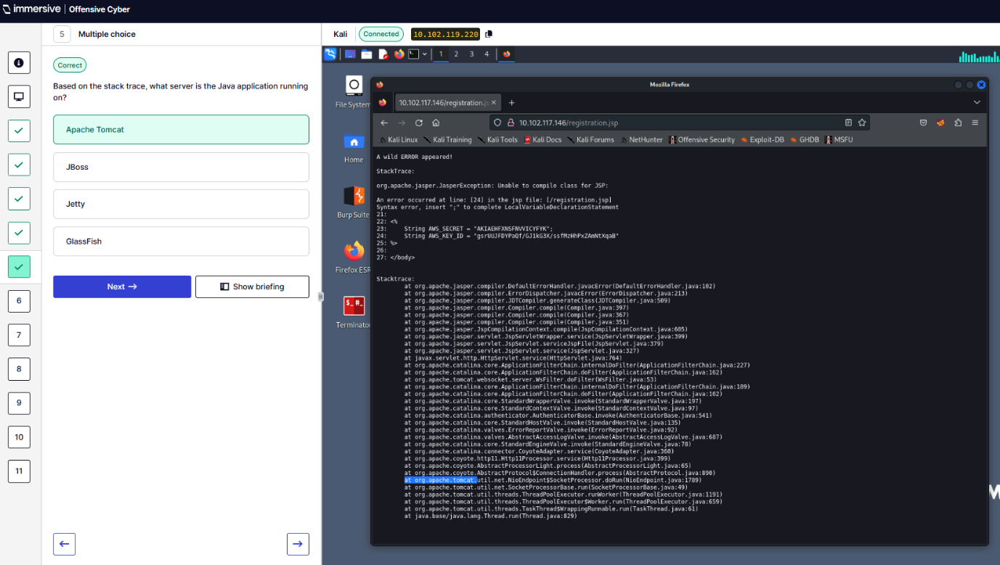 immersive | Offensive Cyber
5 Multiple choice
Correct
Based on the stack trace, what server is the Java application running
on?
Apache Tomcat
JBoss
Jetty
GlassFish
Next →
Show briefing
6
7
8
9
10
11
Kali Connected 10.102.119.220
1 2 3 4
File System
Home
Burp Suite
Firefox ESR
Terminator
Mozilla Firefox
10.102.117.146/registration.j
10.102.117.146/registration.jsp
Kali Linux Kali Training Kali Tools Kali Docs Kali Forums NetHunter Offensive Security Exploit-DB GHDB MSFU
A wild ERROR appeared!
StackTrace:
org.apache.jasper.JasperException: Unable to compile class for JSP:
An error occurred at line: [24] in the jsp file: [/registration.jsp]
Syntax error, insert ";" to complete LocalVariableDeclarationStatement
21:
22: <%
23:     String AWS_SECRET = "AKIAEHFXNSFNVVICYFYK";
24:     String AWS_KEY_ID = "gsrUUJFDYPaQf/GJ1kG3X/ssfMzHhPxZAmNtXqaB"
25: %>
26:
27: </body>
Stacktrace:
at org.apache.jasper.compiler.DefaultErrorHandler.javacError(DefaultErrorHandler.java:102)
at org.apache.jasper.compiler.ErrorDispatcher.javacError(ErrorDispatcher.java:213)
at org.apache.jasper.compiler.JDTCompiler.generateClass(JDTCompiler.java:509)
at org.apache.jasper.compiler.Compiler.compile(Compiler.java:397)
at org.apache.jasper.compiler.Compiler.compile(Compiler.java:367)
at org.apache.jasper.compiler.Compiler.compile(Compiler.java:351)
at org.apache.jasper.JspCompilationContext.compile(JspCompilationContext.java:605)
at org.apache.jasper.servlet.JspServletWrapper.service(JspServletWrapper.java:399)
at org.apache.jasper.servlet.JspServlet.serviceJspFile(JspServlet.java:379)
at org.apache.jasper.servlet.JspServlet.service(JspServlet.java:327)
at javax.servlet.http.HttpServlet.service(HttpServlet.java:764)
at org.apache.catalina.core.ApplicationFilterChain.internalDoFilter(ApplicationFilterChain.java:227)
at org.apache.catalina.core.ApplicationFilterChain.doFilter(ApplicationFilterChain.java:162)
at org.apache.tomcat.websocket.server.WsFilter.doFilter(WsFilter.java:53)
at org.apache.catalina.core.ApplicationFilterChain.internalDoFilter(ApplicationFilterChain.java:189)
at org.apache.catalina.core.ApplicationFilterChain.doFilter(ApplicationFilterChain.java:162)
at org.apache.catalina.core.StandardWrapperValve.invoke(StandardWrapperValve.java:197)
at org.apache.catalina.core.StandardContextValve.invoke(StandardContextValve.java:97)
at org.apache.catalina.authenticator.AuthenticatorBase.invoke(AuthenticatorBase.java:541)
at org.apache.catalina.core.StandardHostValve.invoke(StandardHostValve.java:135)
at org.apache.catalina.valves.ErrorReportValve.invoke(ErrorReportValve.java:92)
at org.apache.catalina.valves.AbstractAccessLogValve.invoke(AbstractAccessLogValve.java:687)
at org.apache.catalina.core.StandardEngineValve.invoke(StandardEngineValve.java:78)
at org.apache.catalina.connector.CoyoteAdapter.service(CoyoteAdapter.java:360)
at org.apache.coyote.http11.Http11Processor.service(Http11Processor.java:399)
at org.apache.coyote.AbstractProcessorLight.process(AbstractProcessorLight.java:65)
at org.apache.coyote.AbstractProtocol$ConnectionHandler.process(AbstractProtocol.java:890)
at org.apache.tomcat.util.net.NioEndpoint$SocketProcessor.doRun(NioEndpoint.java:1789)
at org.apache.tomcat.util.net.SocketProcessorBase.run(SocketProcessorBase.java:49)
at org.apache.tomcat.util.threads.ThreadPoolExecutor.runWorker(ThreadPoolExecutor.java:1191)
at org.apache.tomcat.util.threads.ThreadPoolExecutor$Worker.run(ThreadPoolExecutor.java:659)
at org.apache.tomcat.util.threads.TaskThread$WrappingRunnable.run(TaskThread.java:61)
at java.base/java.lang.Thread.run(Thread.java:829)